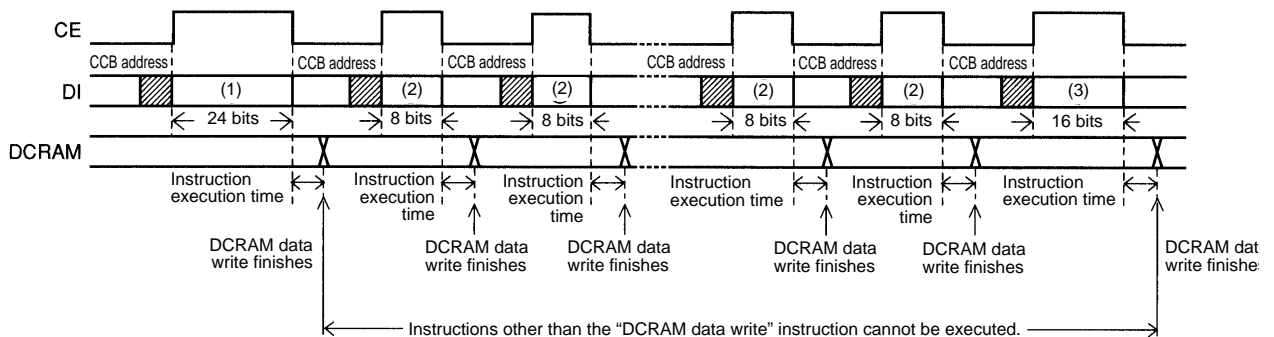 CE
CCB address CCB address CCB address CCB address CCB address CCB address
DI (1) (2) (2) (2) (2) (3)
24 bits 8 bits 8 bits 8 bits 8 bits 16 bits
DCRAM
Instruction execution time
Instruction execution time
Instruction execution time
Instruction execution time
Instruction execution time
Instruction execution time
DCRAM data write finishes
DCRAM data write finishes
DCRAM data write finishes
DCRAM data write finishes
DCRAM data write finishes
DCRAM dat write finishes
Instructions other than the “DCRAM data write” instruction cannot be executed.